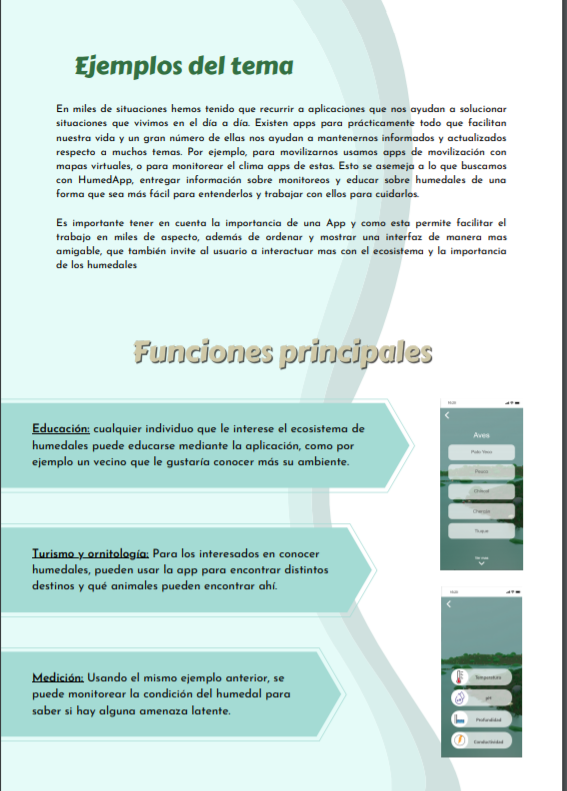 Ejemplos del tema
En miles de situaciones hemos tenido que recurrir a aplicaciones que nos ayudan a solucionar
situaciones que vivimos en el día a día. Existen apps para prácticamente todo que facilitan
nuestra vida y un gran número de ellas nos ayudan a mantenernos informados y actualizados
respecto a muchos temas. Por ejemplo, para movilizarnos usamos apps de movilización con
mapas virtuales, o para monitorear el clima apps de estas. Esto se asemeja a lo que buscamos
con HumedApp, entregar información sobre monitoreos y educar sobre humedales de una
forma que sea más fácil para entenderlos y trabajar con ellos para cuidarlos.
Es importante tener en cuenta la importancia de una App y como esta permite facilitar el
trabajo en miles de aspecto, además de ordenar y mostrar una interfaz de manera mas
amigable, que también invite al usuario a interactuar mas con el ecosistema y la importancia
de los humedales
Funciones principales
Educación: cualquier individuo que le interese el ecosistema de
humedales puede educarse mediante la aplicación, como por
ejemplo un vecino que le gustaría conocer más su ambiente.
Aves
Turismo y ornitología: Para los interesados en conocer
humedales, pueden usar la app para encontrar distintos
destinos y qué animales pueden encontrar ahí.
Medición: Usando el mismo ejemplo anterior, se
puede monitorear la condición del humedal para
saber si hay alguna amenaza latente.
Temperatura
pH
Profundidad
Conductividad